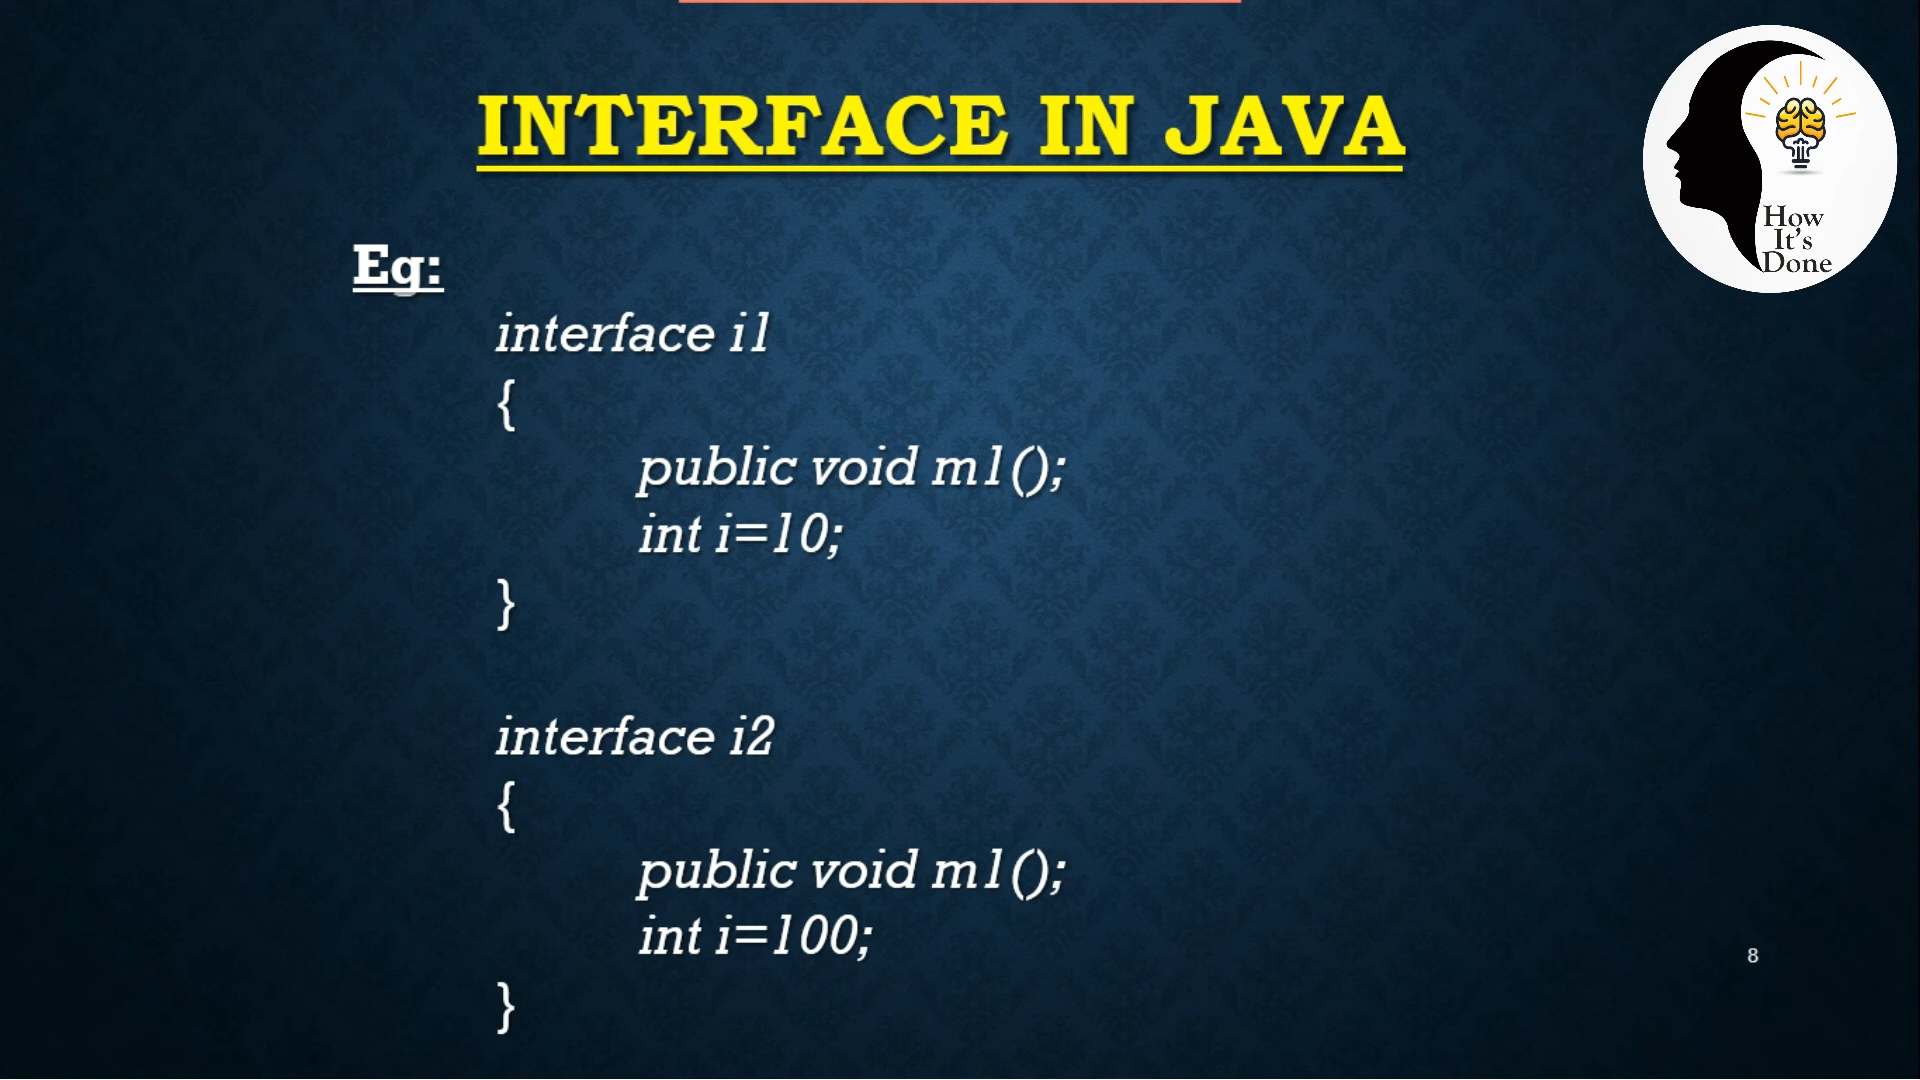 INTERFACE IN JAVA
How
It's
Done
Eg:
interface i1
{
public void m1();
int i=10;
}
interface i2
{
public void m1();
int i=100;
}
8